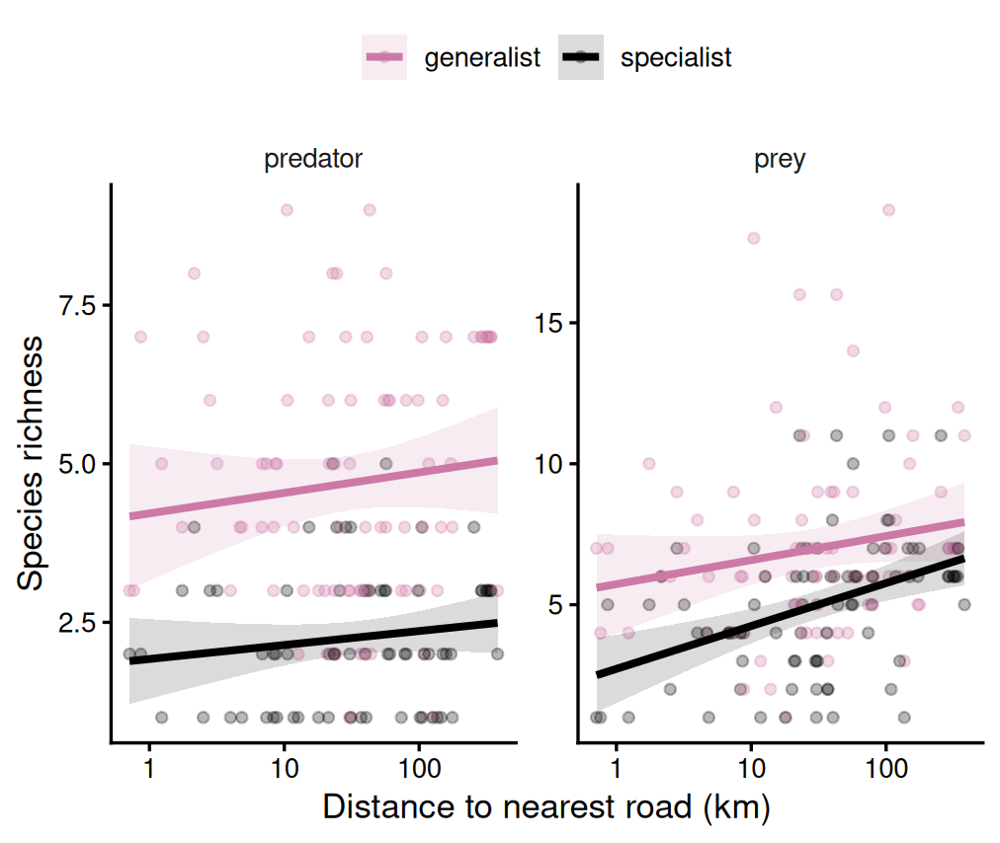 generalist specialist
predator
prey
Species richness
7.5
5.0
2.5
1 10 100
15
10
5
1 10 100
Distance to nearest road (km)